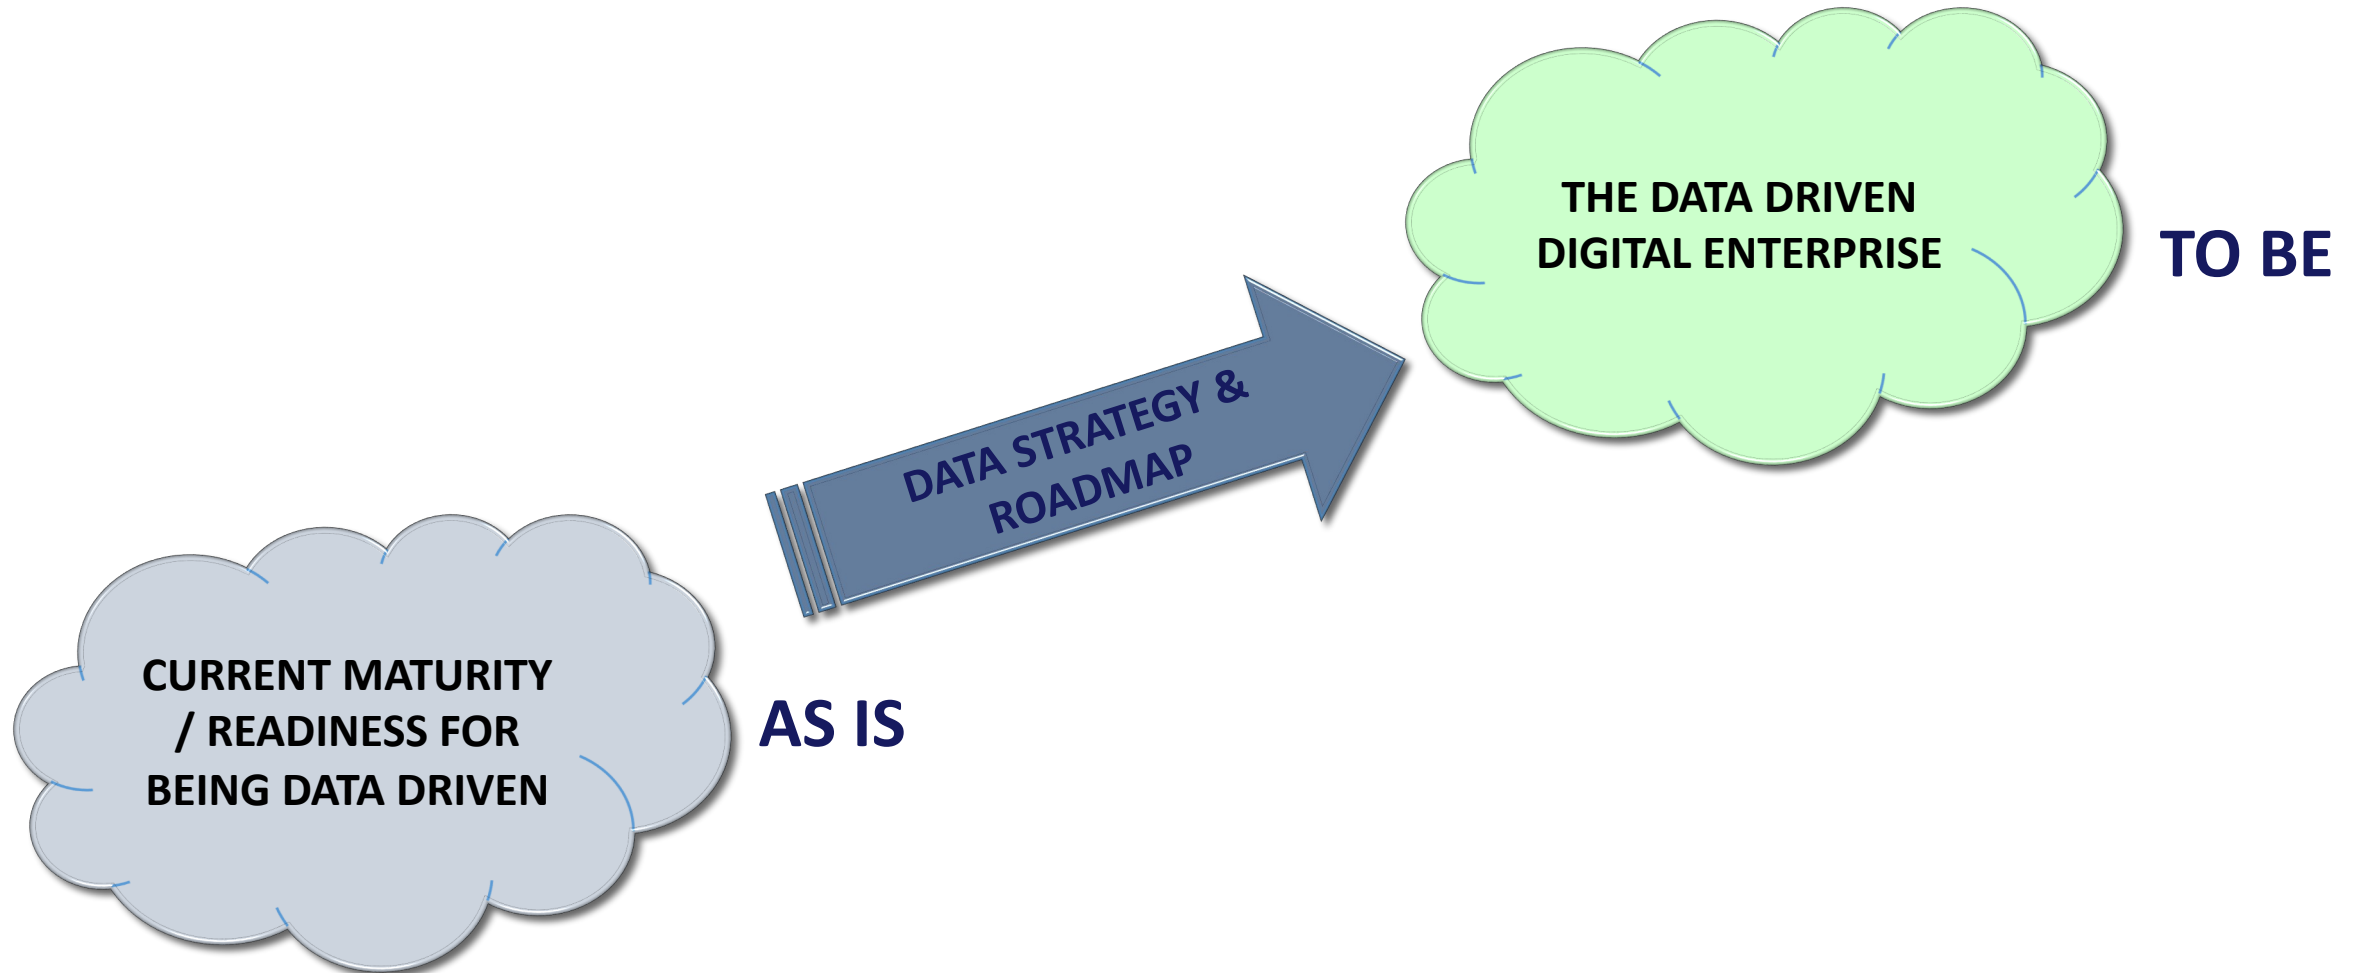 THE DATA DRIVEN
DIGITAL ENTERPRISE
TO BE
DATA STRATEGY &
ROADMAP
CURRENT MATURITY
/ READINESS FOR
BEING DATA DRIVEN
AS IS